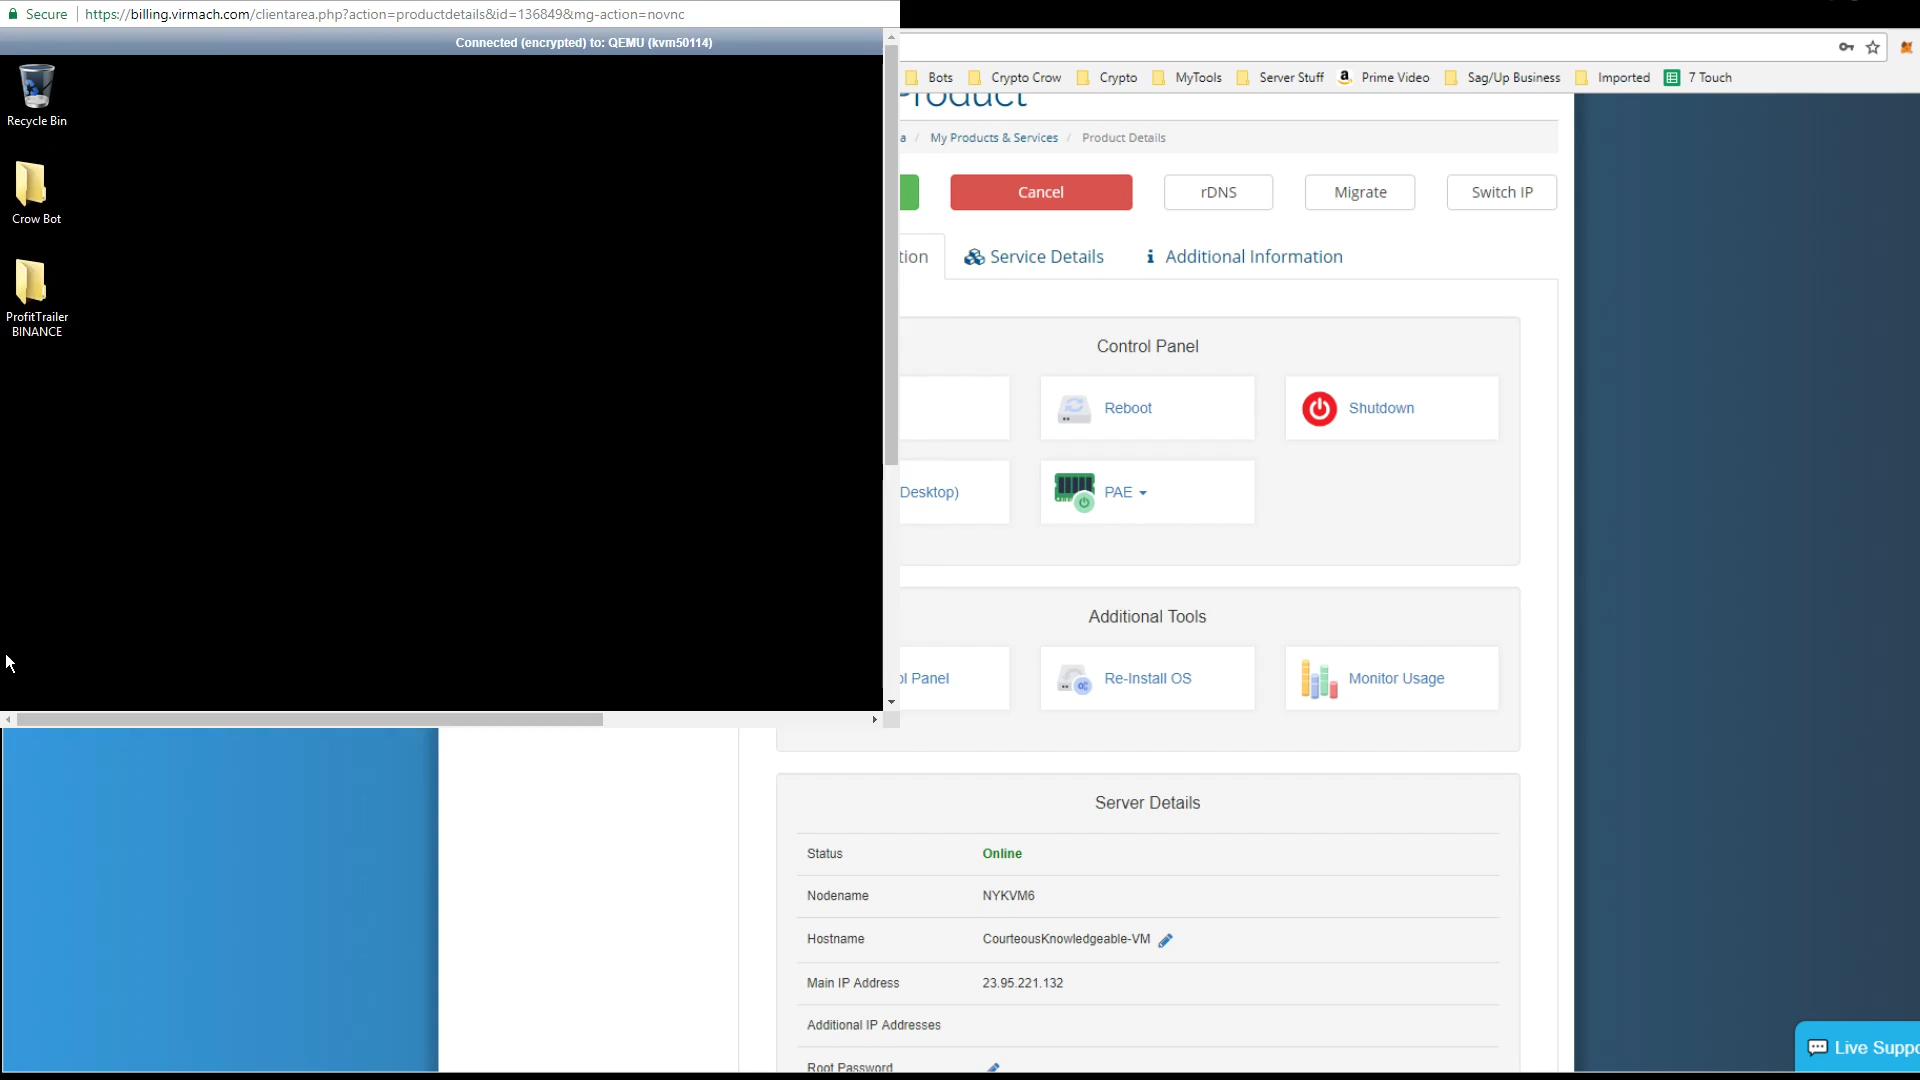 Secure
https://billing.virmach.com/clientarea.php?action=productdetails&id=136849&mg-action=novnc
Connected (encrypted) to: QEMU (kvm50114)
Recycle Bin
Crow Bot
ProfitTrailer
BINANCE
Bots
Crypto Crow
Crypto
MyTools
Server Stuff
Prime Video
Sag/Up Business
Imported
7 Touch
Product
a / My Products & Services / Product Details
Cancel
rDNS
Migrate
Switch IP
tion
Service Details
Additional Information
Control Panel
Reboot
Shutdown
Desktop)
PAE
Additional Tools
ol Panel
Re-Install OS
Monitor Usage
Server Details
Status Online
Nodename NYKVM6
Hostname CourteousKnowledgeable-VM
Main IP Address 23.95.221.132
Additional IP Addresses
Root Password
Live Suppo